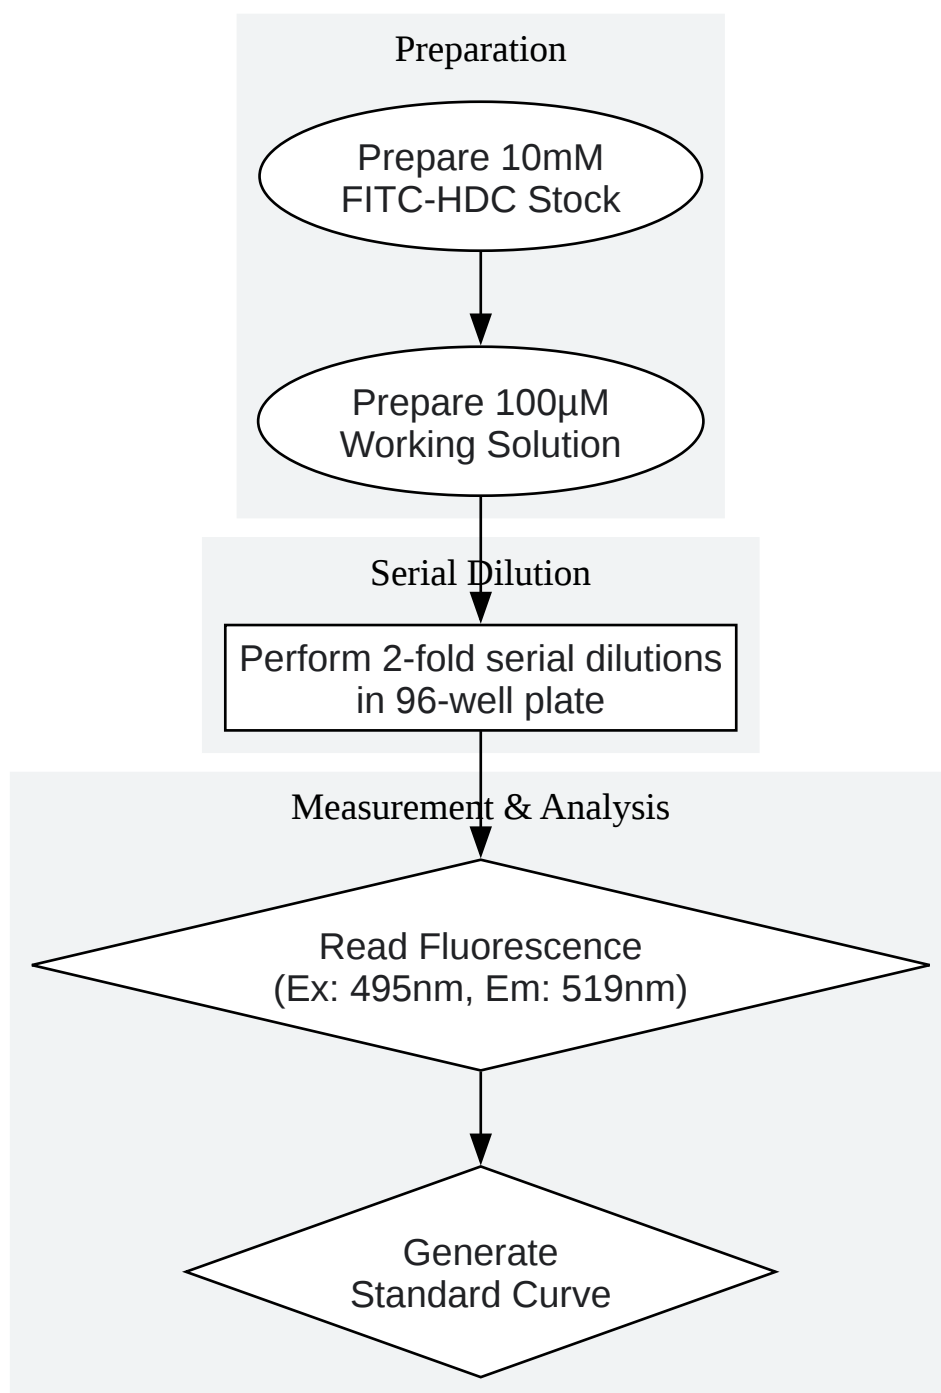 Preparation
Prepare 10mM
FITC-HDC Stock
Prepare 100µM
Working Solution
Serial Dilution
Perform 2-fold serial dilutions
in 96-well plate
Measurement & Analysis
Read Fluorescence
(Ex: 495nm, Em: 519nm)
Generate
Standard Curve